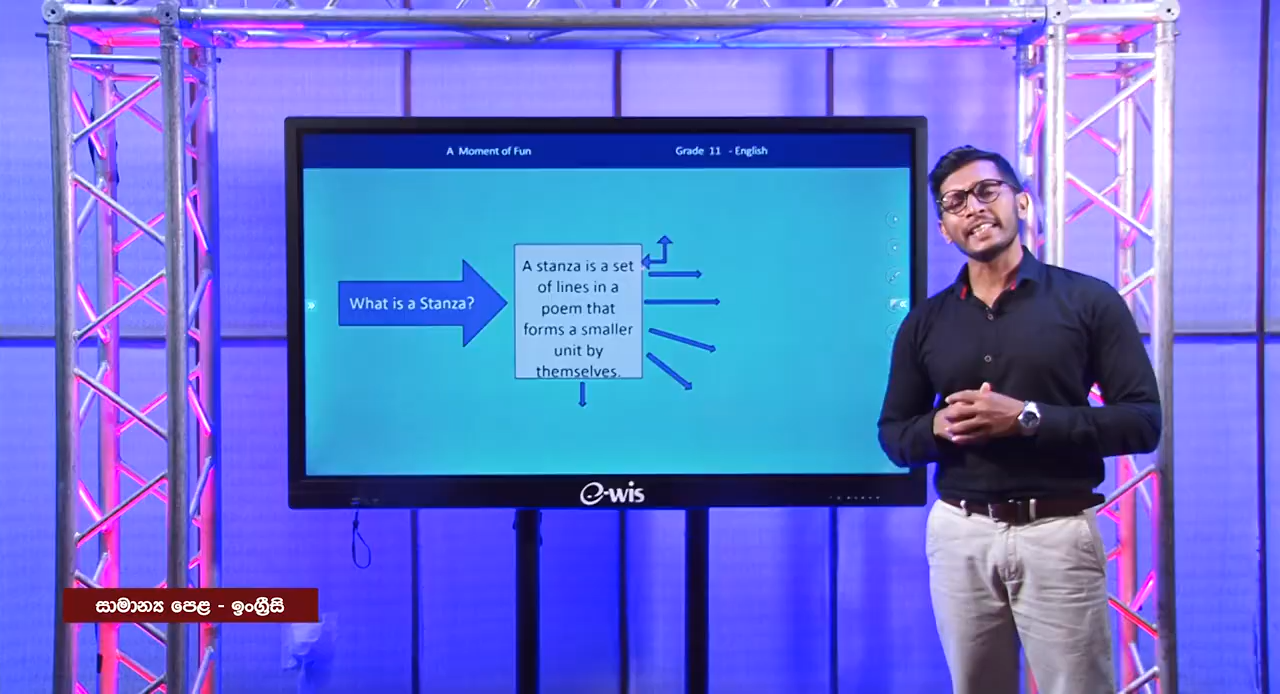 A Moment of Fun
Grade 11 - English
What is a Stanza?
A stanza is a set
of lines in a
poem that
forms a smaller
unit by
themselves.
e-wis
සාමාන්‍ය පෙළ - ඉංග්‍රීසි